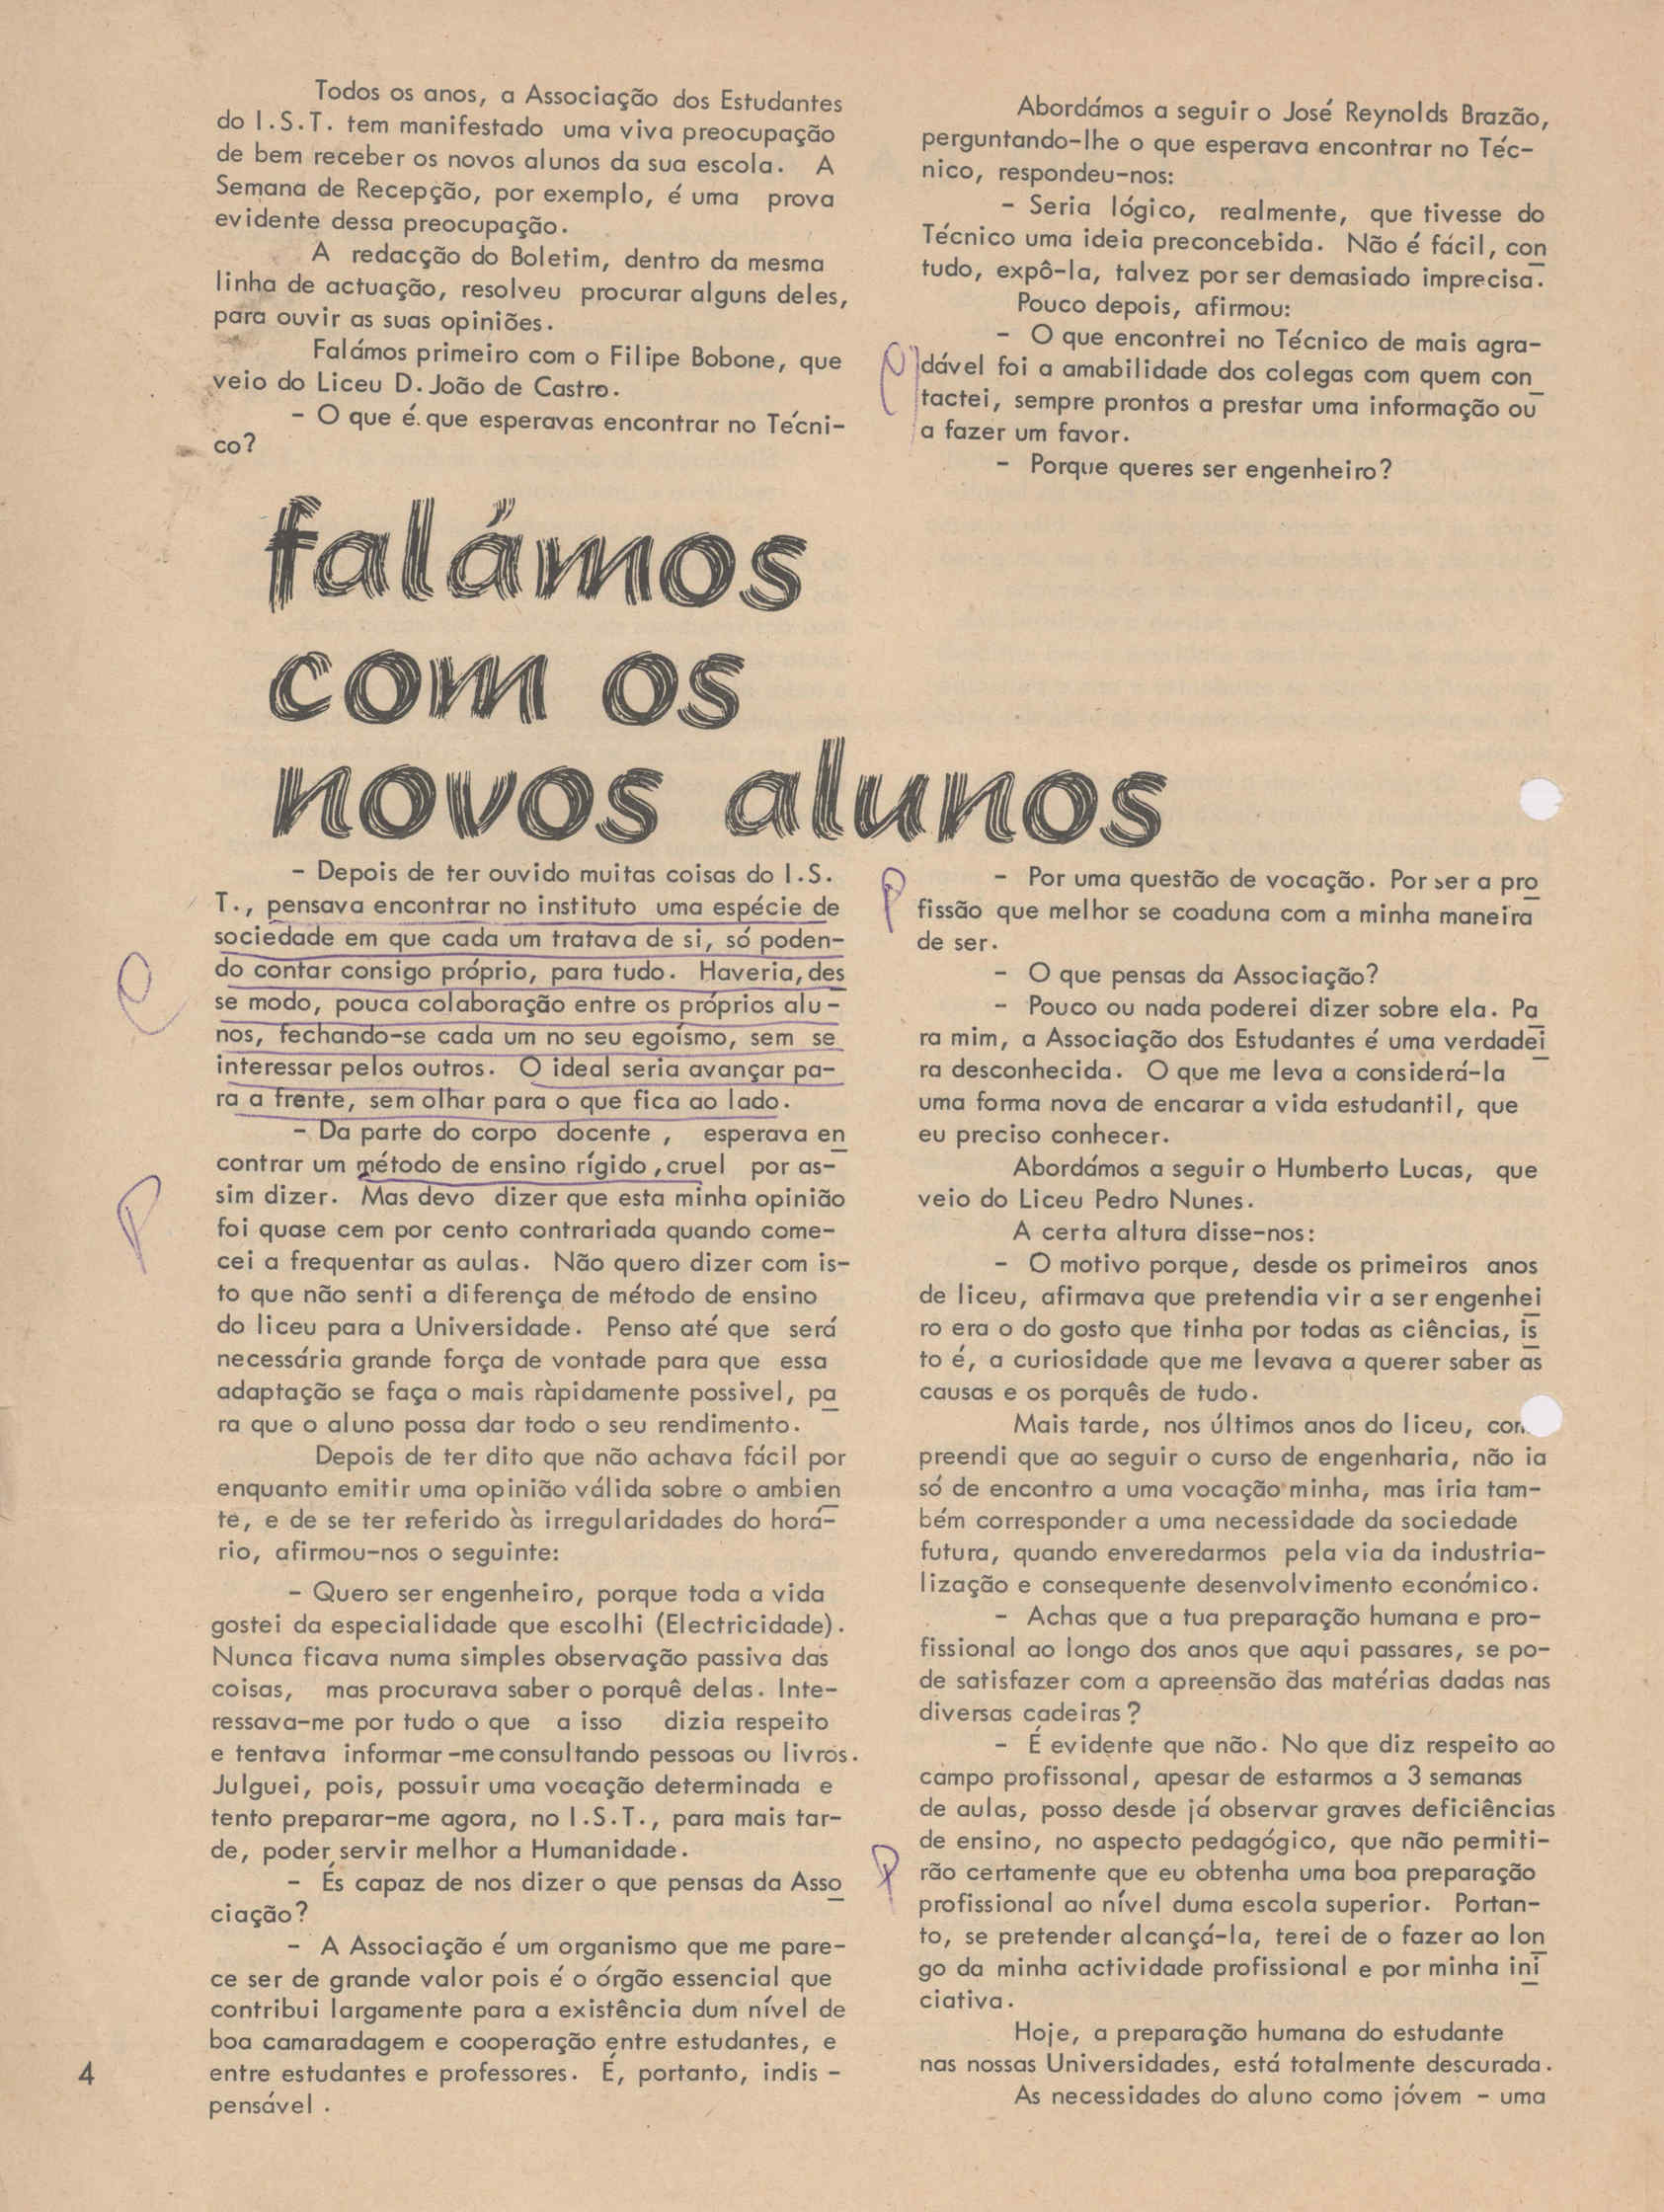 Todos os anos, a Associação dos Estudantes
do I.S.T. tem manifestado uma viva preocupação
de bem receber os novos alunos da sua escola. A
Semana de Recepção, por exemplo, é uma prova
evidente dessa preocupação.
A redacção do Boletim, dentro da mesma
linha de actuação, resolveu procurar alguns deles,
para ouvir as suas opiniões.
Falámos primeiro com o Filipe Bobone, que
veio do Liceu D. João de Castro.
- O que é que esperavas encontrar no Técni-
co?
falámos
com os
novos alunos
- Depois de ter ouvido muitas coisas do I.S.
T., pensava encontrar no instituto uma espécie de
sociedade em que cada um tratava de si, só poden-
do contar consigo próprio, para tudo. Haveria, des
se modo, pouca colaboração entre os próprios alu-
nos, fechando-se cada um no seu egoísmo, sem se
interessar pelos outros. O ideal seria avançar pa-
ra a frente, sem olhar para o que fica ao lado.
- Da parte do corpo docente, esperava en
contrar um método de ensino rígido, cruel por as-
sim dizer. Mas devo dizer que esta minha opinião
foi quase cem por cento contrariada quando come-
cei a frequentar as aulas. Não quero dizer com is-
to que não senti a diferença de método de ensino
do liceu para a Universidade. Penso até que será
necessária grande força de vontade para que essa
adaptação se faça o mais ràpidamente possivel, pa
ra que o aluno possa dar todo o seu rendimento.
Depois de ter dito que não achava fácil por
enquanto emitir uma opinião válida sobre o ambien
te, e de se ter referido às irregularidades do horá-
rio, afirmou-nos o seguinte:
- Quero ser engenheiro, porque toda a vida
gostei da especialidade que escolhi (Electricidade).
Nunca ficava numa simples observação passiva das
coisas, mas procurava saber o porquê delas. Inte-
ressava-me por tudo o que a isso dizia respeito
e tentava informar-me consultando pessoas ou livros.
Julguei, pois, possuir uma vocação determinada e
tento preparar-me agora, no I.S.T., para mais tar-
de, poder servir melhor a Humanidade.
- És capaz de nos dizer o que pensas da Asso
ciação?
- A Associação é um organismo que me pare-
ce ser de grande valor pois é o órgão essencial que
contribui largamente para a existência dum nível de
boa camaradagem e cooperação entre estudantes, e
entre estudantes e professores. É, portanto, indis -
pensável .
4
Abordámos a seguir o José Reynolds Brazão,
perguntando-lhe o que esperava encontrar no Téc-
nico, respondeu-nos:
- Seria lógico, realmente, que tivesse do
Técnico uma ideia preconcebida. Não é fácil, con
tudo, expô-la, talvez por ser demasiado imprecisa.
Pouco depois, afirmou:
- O que encontrei no Técnico de mais agra-
dável foi a amabilidade dos colegas com quem con
tactei, sempre prontos a prestar uma informação ou
a fazer um favor.
- Porque queres ser engenheiro?
- Por uma questão de vocação. Por ser a pro
fissão que melhor se coaduna com a minha maneira
de ser.
- O que pensas da Associação?
- Pouco ou nada poderei dizer sobre ela. Pa
ra mim, a Associação dos Estudantes é uma verdadei
ra desconhecida. O que me leva a considerá-la
uma forma nova de encarar a vida estudantil, que
eu preciso conhecer.
Abordámos a seguir o Humberto Lucas, que
veio do Liceu Pedro Nunes.
A certa altura disse-nos:
- O motivo porque, desde os primeiros anos
de liceu, afirmava que pretendia vir a ser engenhei
ro era o do gosto que tinha por todas as ciências, is
to é, a curiosidade que me levava a querer saber as
causas e os porquês de tudo.
Mais tarde, nos últimos anos do liceu, com
preendi que ao seguir o curso de engenharia, não ia
só de encontro a uma vocação minha, mas iria tam-
bém corresponder a uma necessidade da sociedade
futura, quando enveredarmos pela via da industria-
lização e consequente desenvolvimento económico.
- Achas que a tua preparação humana e pro-
fissional ao longo dos anos que aqui passares, se po-
de satisfazer com a apreensão das matérias dadas nas
diversas cadeiras?
- É evidente que não. No que diz respeito ao
campo profissonal, apesar de estarmos a 3 semanas
de aulas, posso desde já observar graves deficiências
de ensino, no aspecto pedagógico, que não permiti-
rão certamente que eu obtenha uma boa preparação
profissional ao nível duma escola superior. Portan-
to, se pretender alcançá-la, terei de o fazer ao lon
go da minha actividade profissional e por minha ini
ciativa.
Hoje, a preparação humana do estudante
nas nossas Universidades, está totalmente descurada.
As necessidades do aluno como jóvem - uma